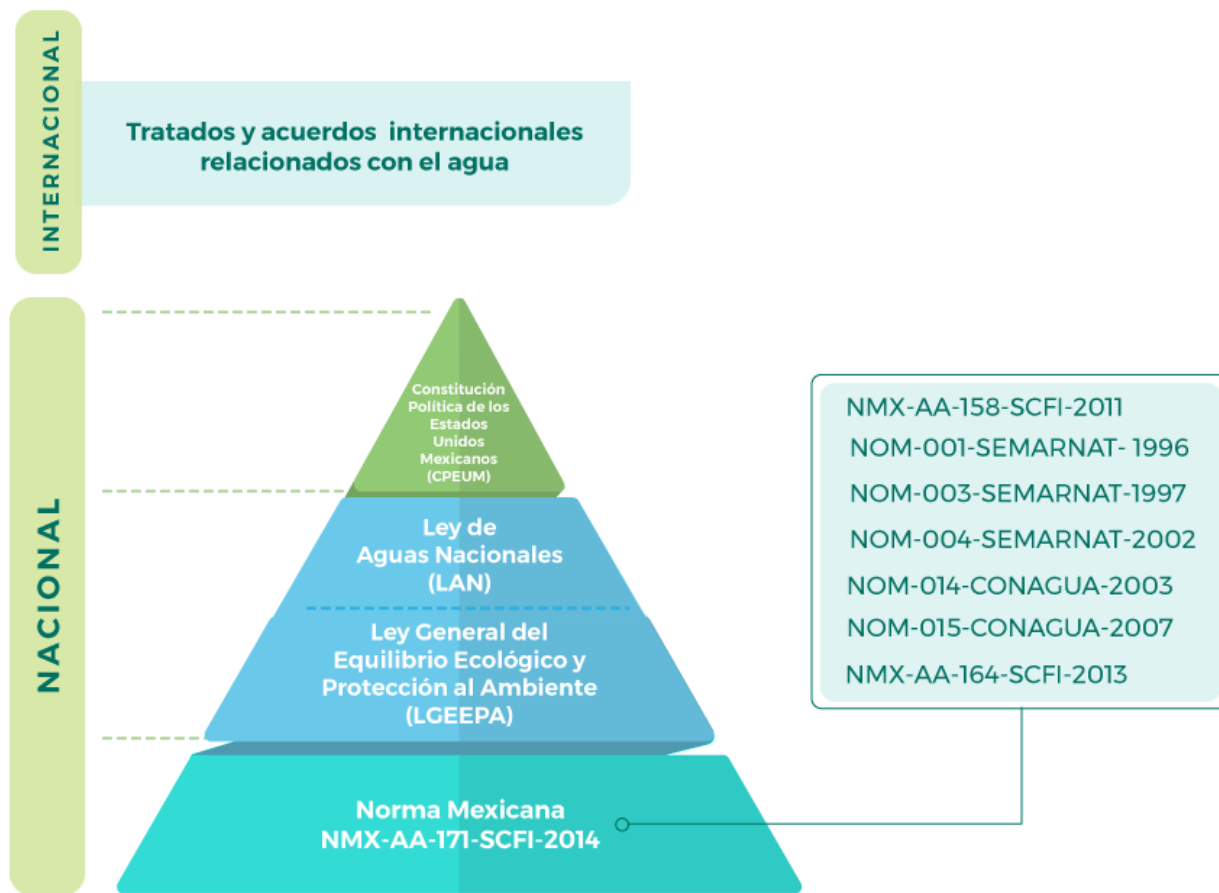 INTERNACIONAL
Tratados y acuerdos internacionales
relacionados con el agua
NACIONAL
Constitución
Política de los
Estados
Unidos
Mexicanos
(CPEUM)
Ley de
Aguas Nacionales
(LAN)
Ley General del
Equilibrio Ecológico y
Protección al Ambiente
(LGEEPA)
Norma Mexicana
NMX-AA-171-SCFI-2014
NMX-AA-158-SCFI-2011
NOM-001-SEMARNAT- 1996
NOM-003-SEMARNAT-1997
NOM-004-SEMARNAT-2002
NOM-014-CONAGUA-2003
NOM-015-CONAGUA-2007
NMX-AA-164-SCFI-2013